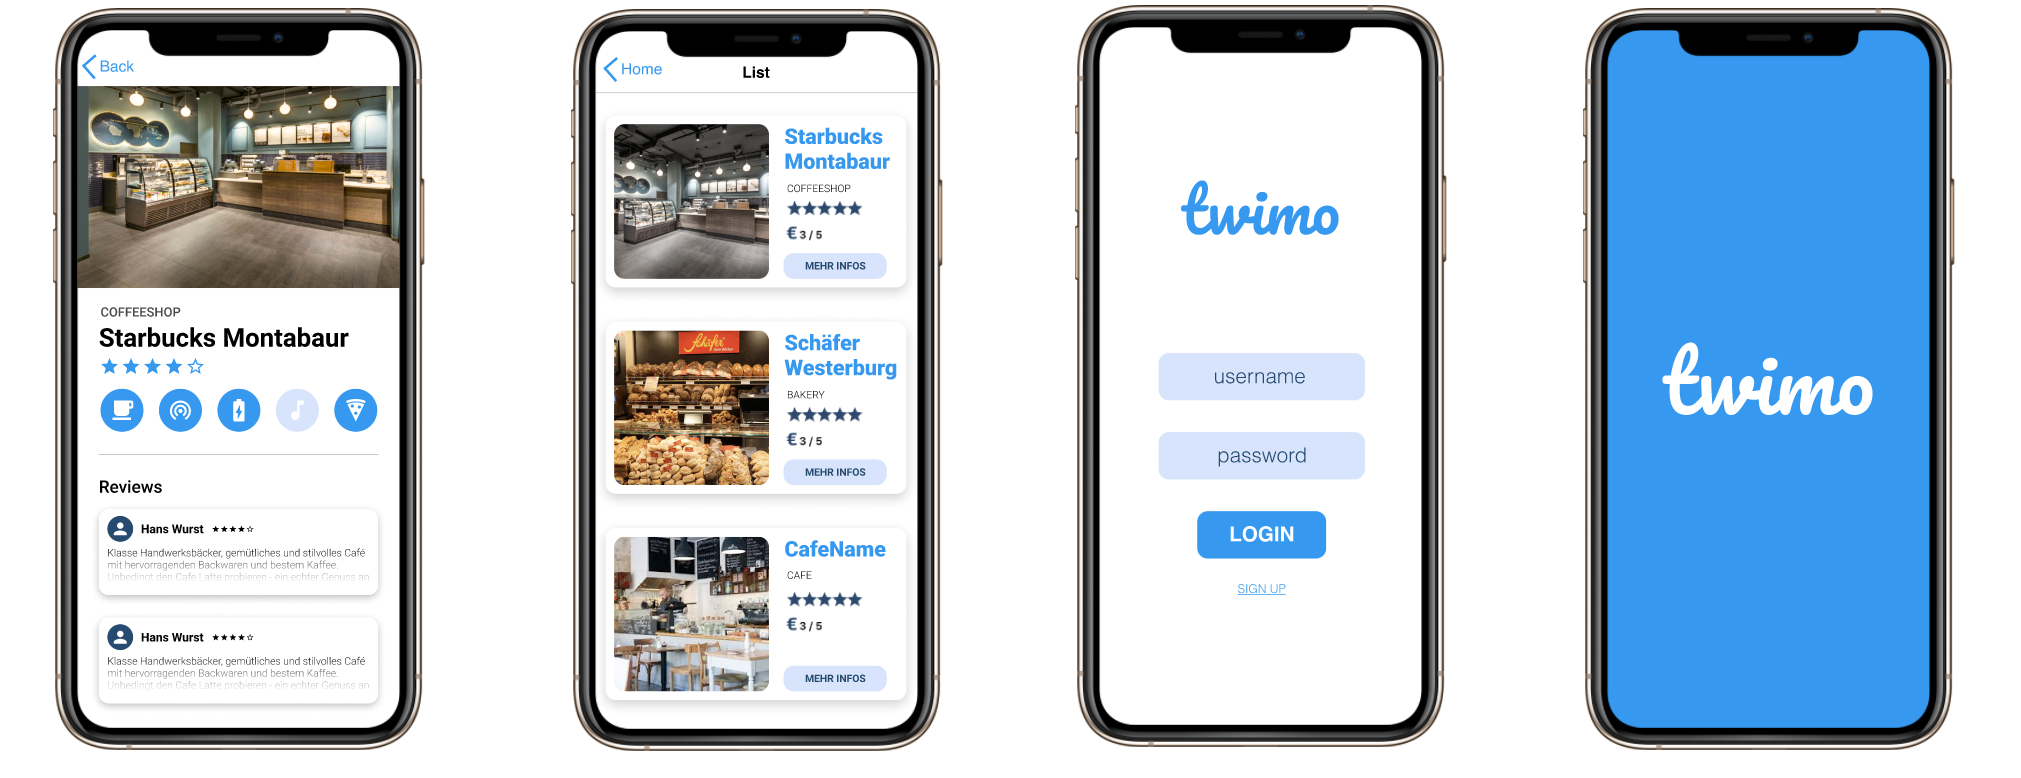 Back
COFFEESHOP
Starbucks Montabaur
Reviews
Hans Wurst
Klasse Handwerksbäcker, gemütliches und stilvolles Café
mit hervorragenden Backwaren und bestem Kaffee.
Unbedingt den Cafe Latte probieren - ein echter Genuss an
Hans Wurst
Klasse Handwerksbäcker, gemütliches und stilvolles Café
mit hervorragenden Backwaren und bestem Kaffee.
Unbedingt den Cafe Latte probieren - ein echter Genuss an
Home
List
Starbucks
Montabaur
COFFEESHOP
€ 3 / 5
MEHR INFOS
Schäfer
Schäfer
Westerburg
BAKERY
€ 3 / 5
MEHR INFOS
CafeName
CAFE
€ 3 / 5
MEHR INFOS
twimo
username
password
LOGIN
SIGN UP
twimo